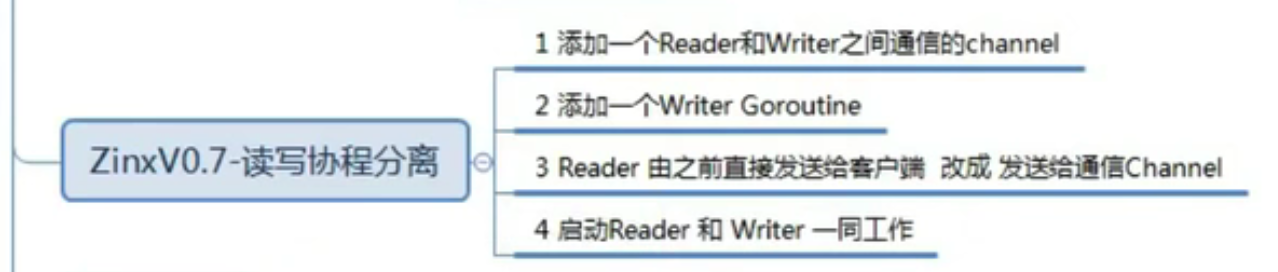 ZinxV0.7-读写协程分离
1 添加一个Reader和Writer之间通信的channel
2 添加一个Writer Goroutine
3 Reader 由之前直接发送给客户端 改成 发送给通信Channel
4 启动Reader 和 Writer 一同工作